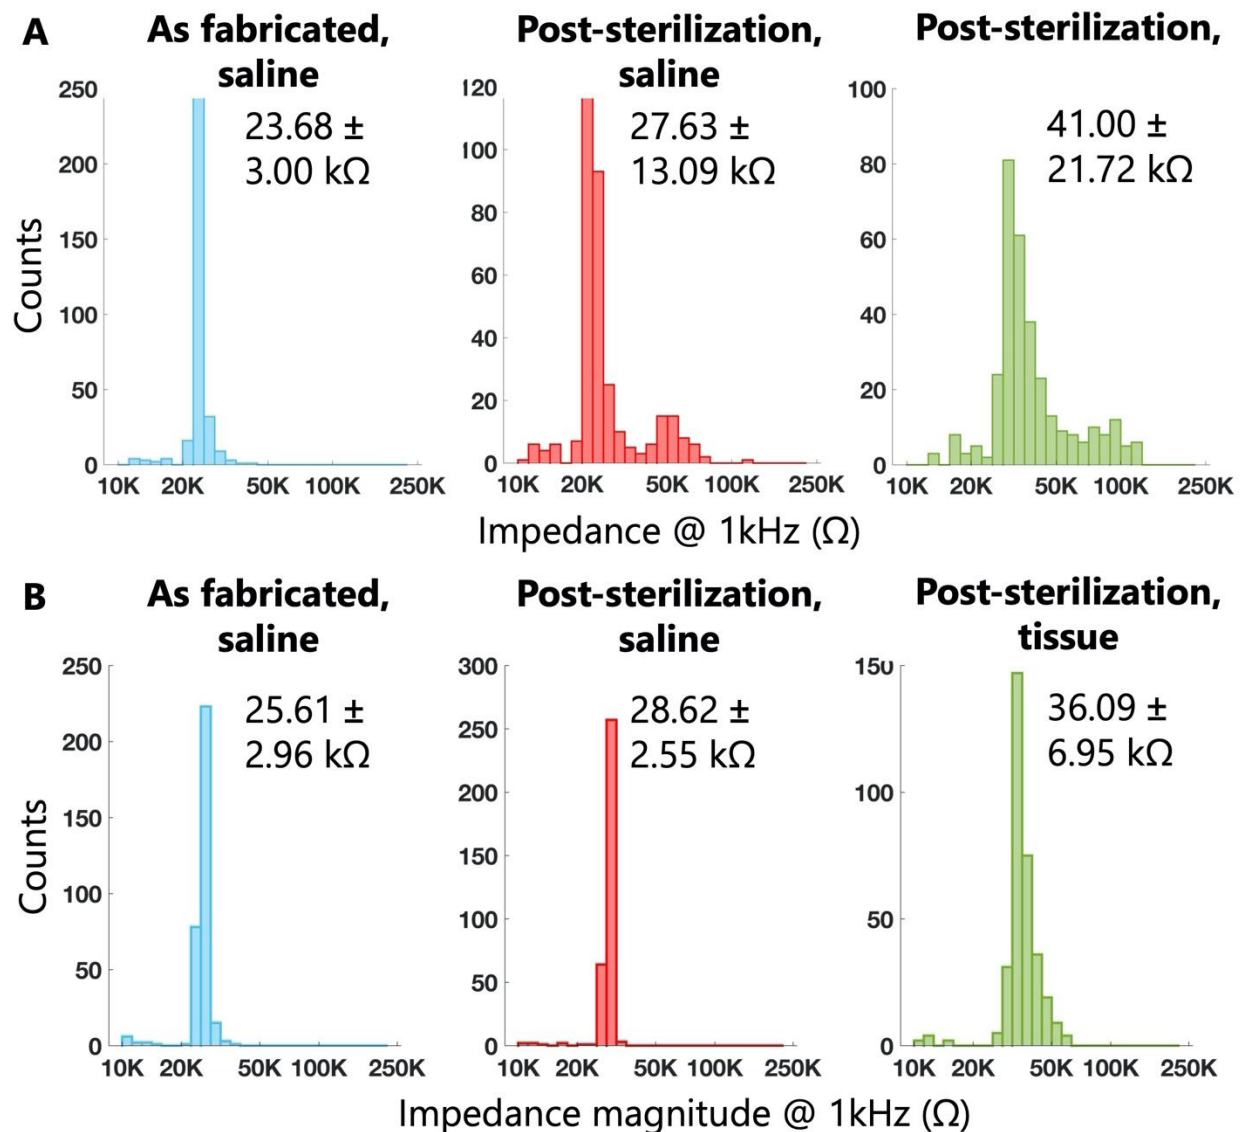 A
As fabricated,
saline
Post-sterilization,
saline
Post-sterilization,
250
200
150
100
50
0
Counts
23.68 ±
3.00 kΩ
10K 20K 50K 100K 250K
120
100
80
60
40
20
0
27.63 ±
13.09 kΩ
10K 20K 50K 100K 250K
100
80
60
40
20
0
41.00 ±
21.72 kΩ
10K 20K 50K 100K 250K
Impedance @ 1kHz (Ω)
B
As fabricated,
saline
Post-sterilization,
saline
Post-sterilization,
tissue
250
200
150
100
50
0
Counts
25.61 ±
2.96 kΩ
10K 20K 50K 100K 250K
300
250
200
150
100
50
0
28.62 ±
2.55 kΩ
10K 20K 50K 100K 250K
150
100
50
0
36.09 ±
6.95 kΩ
10K 20K 50K 100K 250K
Impedance magnitude @ 1kHz (Ω)